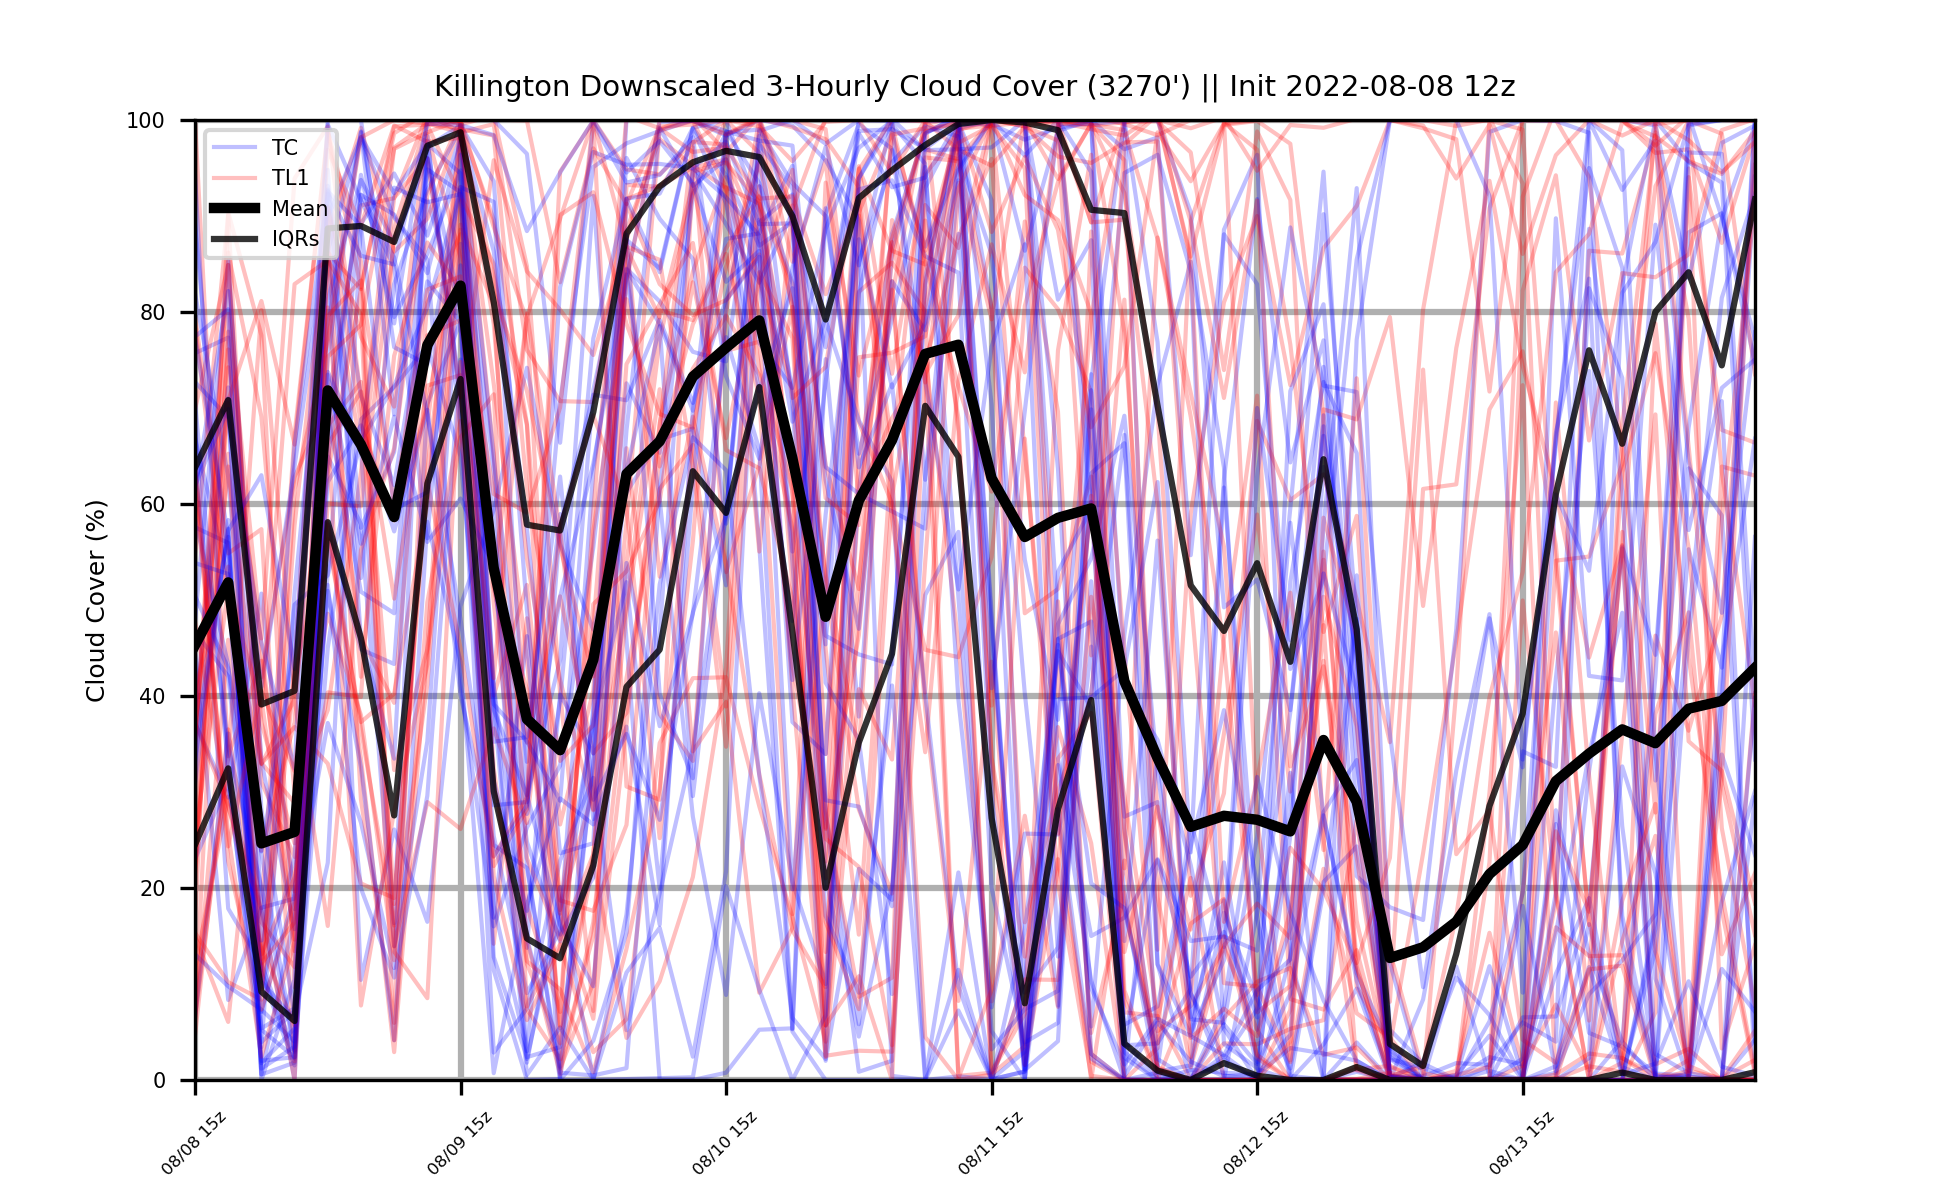 Killington Downscaled 3-Hourly Cloud Cover (3270') || Init 2022-08-08 12z
TC
TL1
Mean
IQRs
Cloud Cover (%)
100
80
60
40
20
0
08/08 15z
08/09 15z
08/10 15z
08/11 15z
08/12 15z
08/13 15z